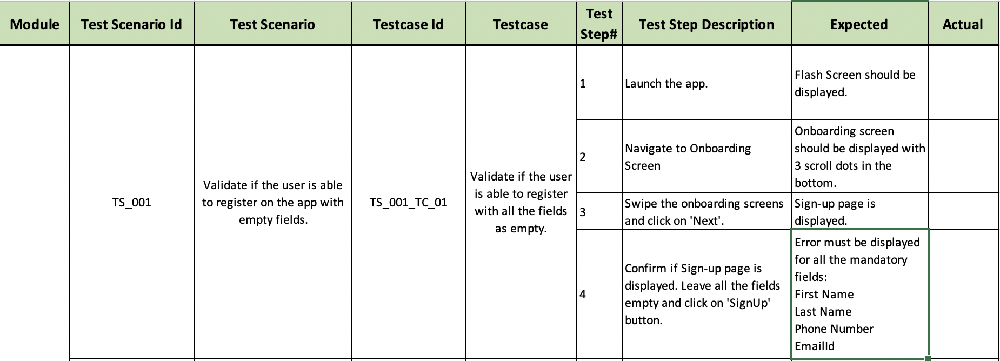 Module
Test Scenario Id
Test Scenario
Testcase Id
Testcase
Test
Step#
Test Step Description
Expected
Actual
TS_001
Validate if the user is able
to register on the app with
empty fields.
TS_001_TC_01
Validate if the user
is able to register
with all the fields
as empty.
1
Launch the app.
Flash Screen should be
displayed.
2
Navigate to Onboarding
Screen
Onboarding screen
should be displayed with
3 scroll dots in the
bottom.
3
Swipe the onboarding screens
and click on 'Next'.
Sign-up page is
displayed.
4
Confirm if Sign-up page is
displayed. Leave all the fields
empty and click on 'SignUp'
button.
Error must be displayed
for all the mandatory
fields:
First Name
Last Name
Phone Number
EmailId